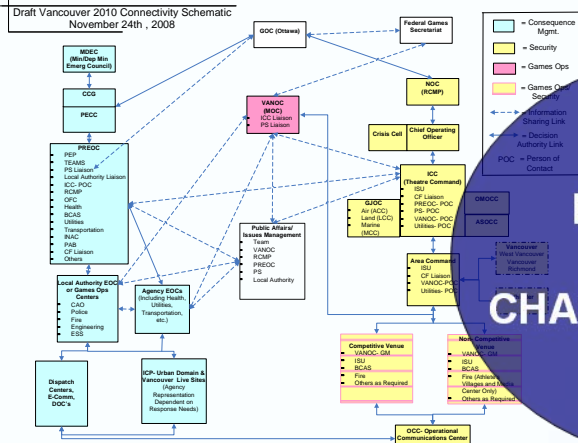 Draft Vancouver 2010 Connectivity Schematic
November 24th , 2008
GOC (Ottawa)
Federal Games
Secretariat
= Consequence
Mgmt.
= Security
= Games Ops
= Games Ops/
Security
= Information
Sharing Link
= Decision
Authority Link
POC = Person of
Contact
MDEC
(Min/Dep Min
Emerg Council)
CCG
PECC
NOC
(RCMP)
VANOC
(MOC)
ICC Liaison
PS Liaison
Crisis Cell
Chief Operating
Officer
PREOC
PEP
TEAMS
PS Liaison
Local Authority Liaison
ICC- POC
RCMP
OFC
Health
BCAS
Utilities
Transportation
INAC
PAB
CF Liaison
Others
ICC
(Theatre Command)
ISU
CF Liaison
PREOC- POC
PS- POC
VANOC- POC
Utilities- POC
GJOC
Air (ACC)
Land (LCC)
Marine
(MCC)
OMOCC
ASOCC
Public Affairs/
Issues Management
Team
VANOC
RCMP
PREOC
PS
Local Authority
Vancouver
West Vancouver
Vancouver
Richmond
Area Command
ISU
CF Liaison
VANOC-POC
Utilities- POC
Local Authority EOC
or Games Ops
Centers
CAO
Police
Fire
Engineering
ESS
Agency EOCs
(Including Health,
Utilities,
Transportation,
etc.)
CHA
Competitive Venue
VANOC- GM
ISU
BCAS
Fire
Others as Required
Non- Competitive
Venue
VANOC- GM
ISU
BCAS
Fire (Athlete's
Villages and Media
Center Only)
Others as Required
Dispatch
Centers,
E-Comm,
DOC's
ICP- Urban Domain &
Vancouver Live Sites
(Agency
Representation
Dependent on
Response Needs)
OCC- Operational
Communications Center